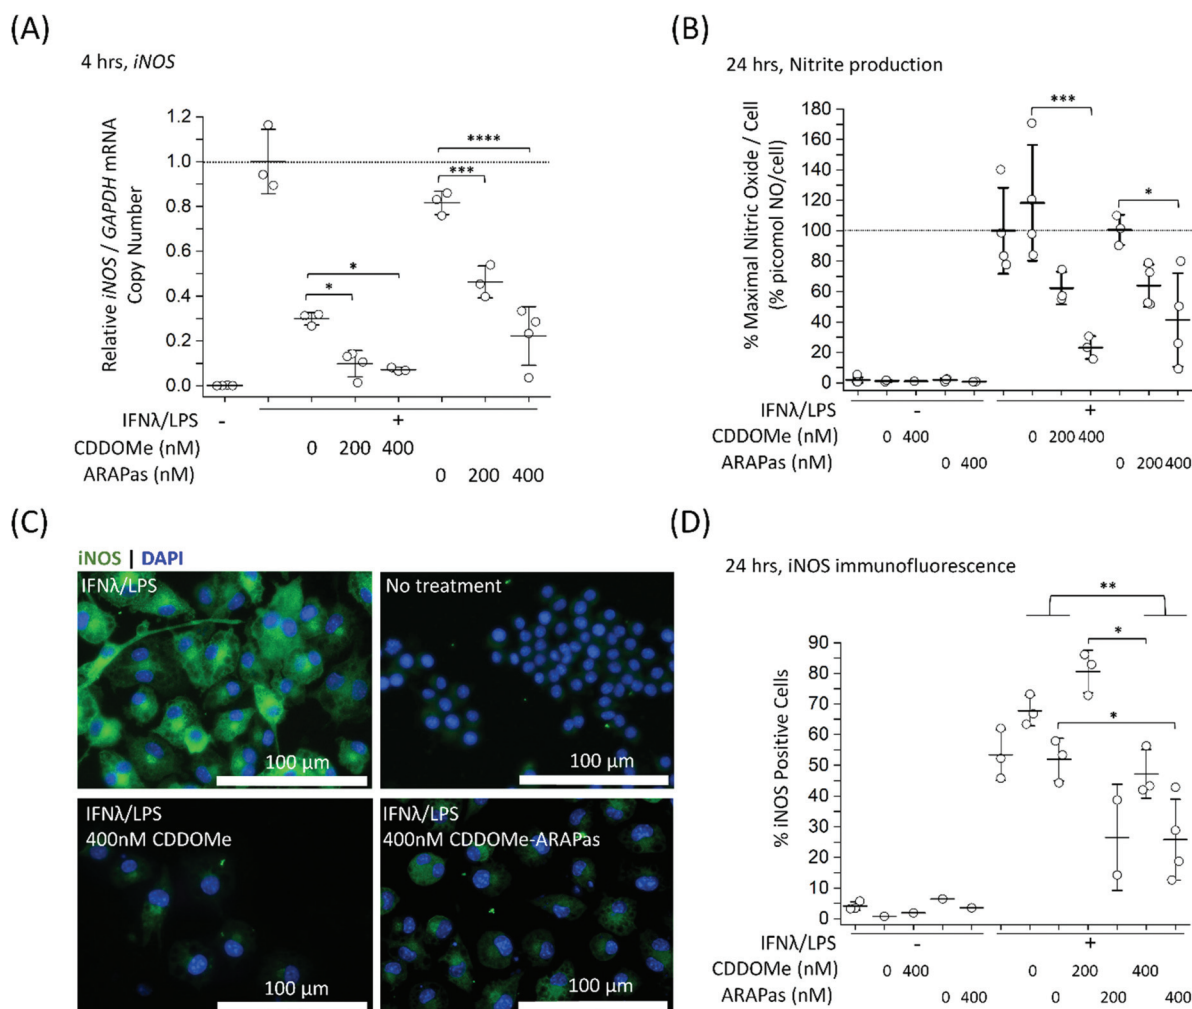 (A)
4 hrs, iNOS
Relative iNOS / GAPDH mRNA
Copy Number
1.2
1.0
0.8
0.6
0.4
0.2
0.0
*
*
***
****
IFNλ/LPS - +
CDDOMe (nM) 0 200 400
ARAPas (nM) 0 200 400
(B)
24 hrs, Nitrite production
% Maximal Nitric Oxide / Cell
(% picomol NO/cell)
180
160
140
120
100
80
60
40
20
0
***
*
IFNλ/LPS - +
CDDOMe (nM) 0 400 0 200 400
ARAPas (nM) 0 400 0 200 400
(C)
iNOS | DAPI
IFNλ/LPS
100 µm
No treatment
100 µm
IFNλ/LPS
400nM CDDOMe
100 µm
IFNλ/LPS
400nM CDDOMe-ARAPas
100 µm
(D)
24 hrs, iNOS immunofluorescence
% iNOS Positive Cells
90
80
70
60
50
40
30
20
10
0
**
*
*
IFNλ/LPS - +
CDDOMe (nM) 0 400 0 200 400
ARAPas (nM) 0 400 0 200 400